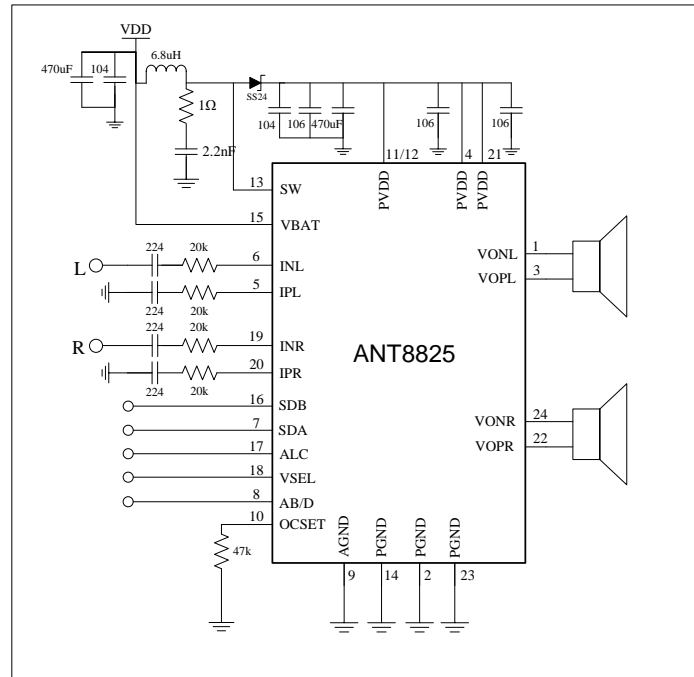 VDD
6.8uH
470uF 104
SS24
1Ω
104 106 470uF 106 106
2.2nF
11/12 4 21
PVDD PVDD PVDD
13 SW
15 VBAT
L 224 20k 6 INL
224 20k 5 IPL
R 224 20k 19 INR
224 20k 20 IPR
16 SDB
7 SDA
17 ALC
18 VSEL
8 AB/D
10 OCSET
47k
ANT8825
VONL 1
VOPL 3
VONR 24
VOPR 22
AGND PGND PGND PGND
9 14 2 23